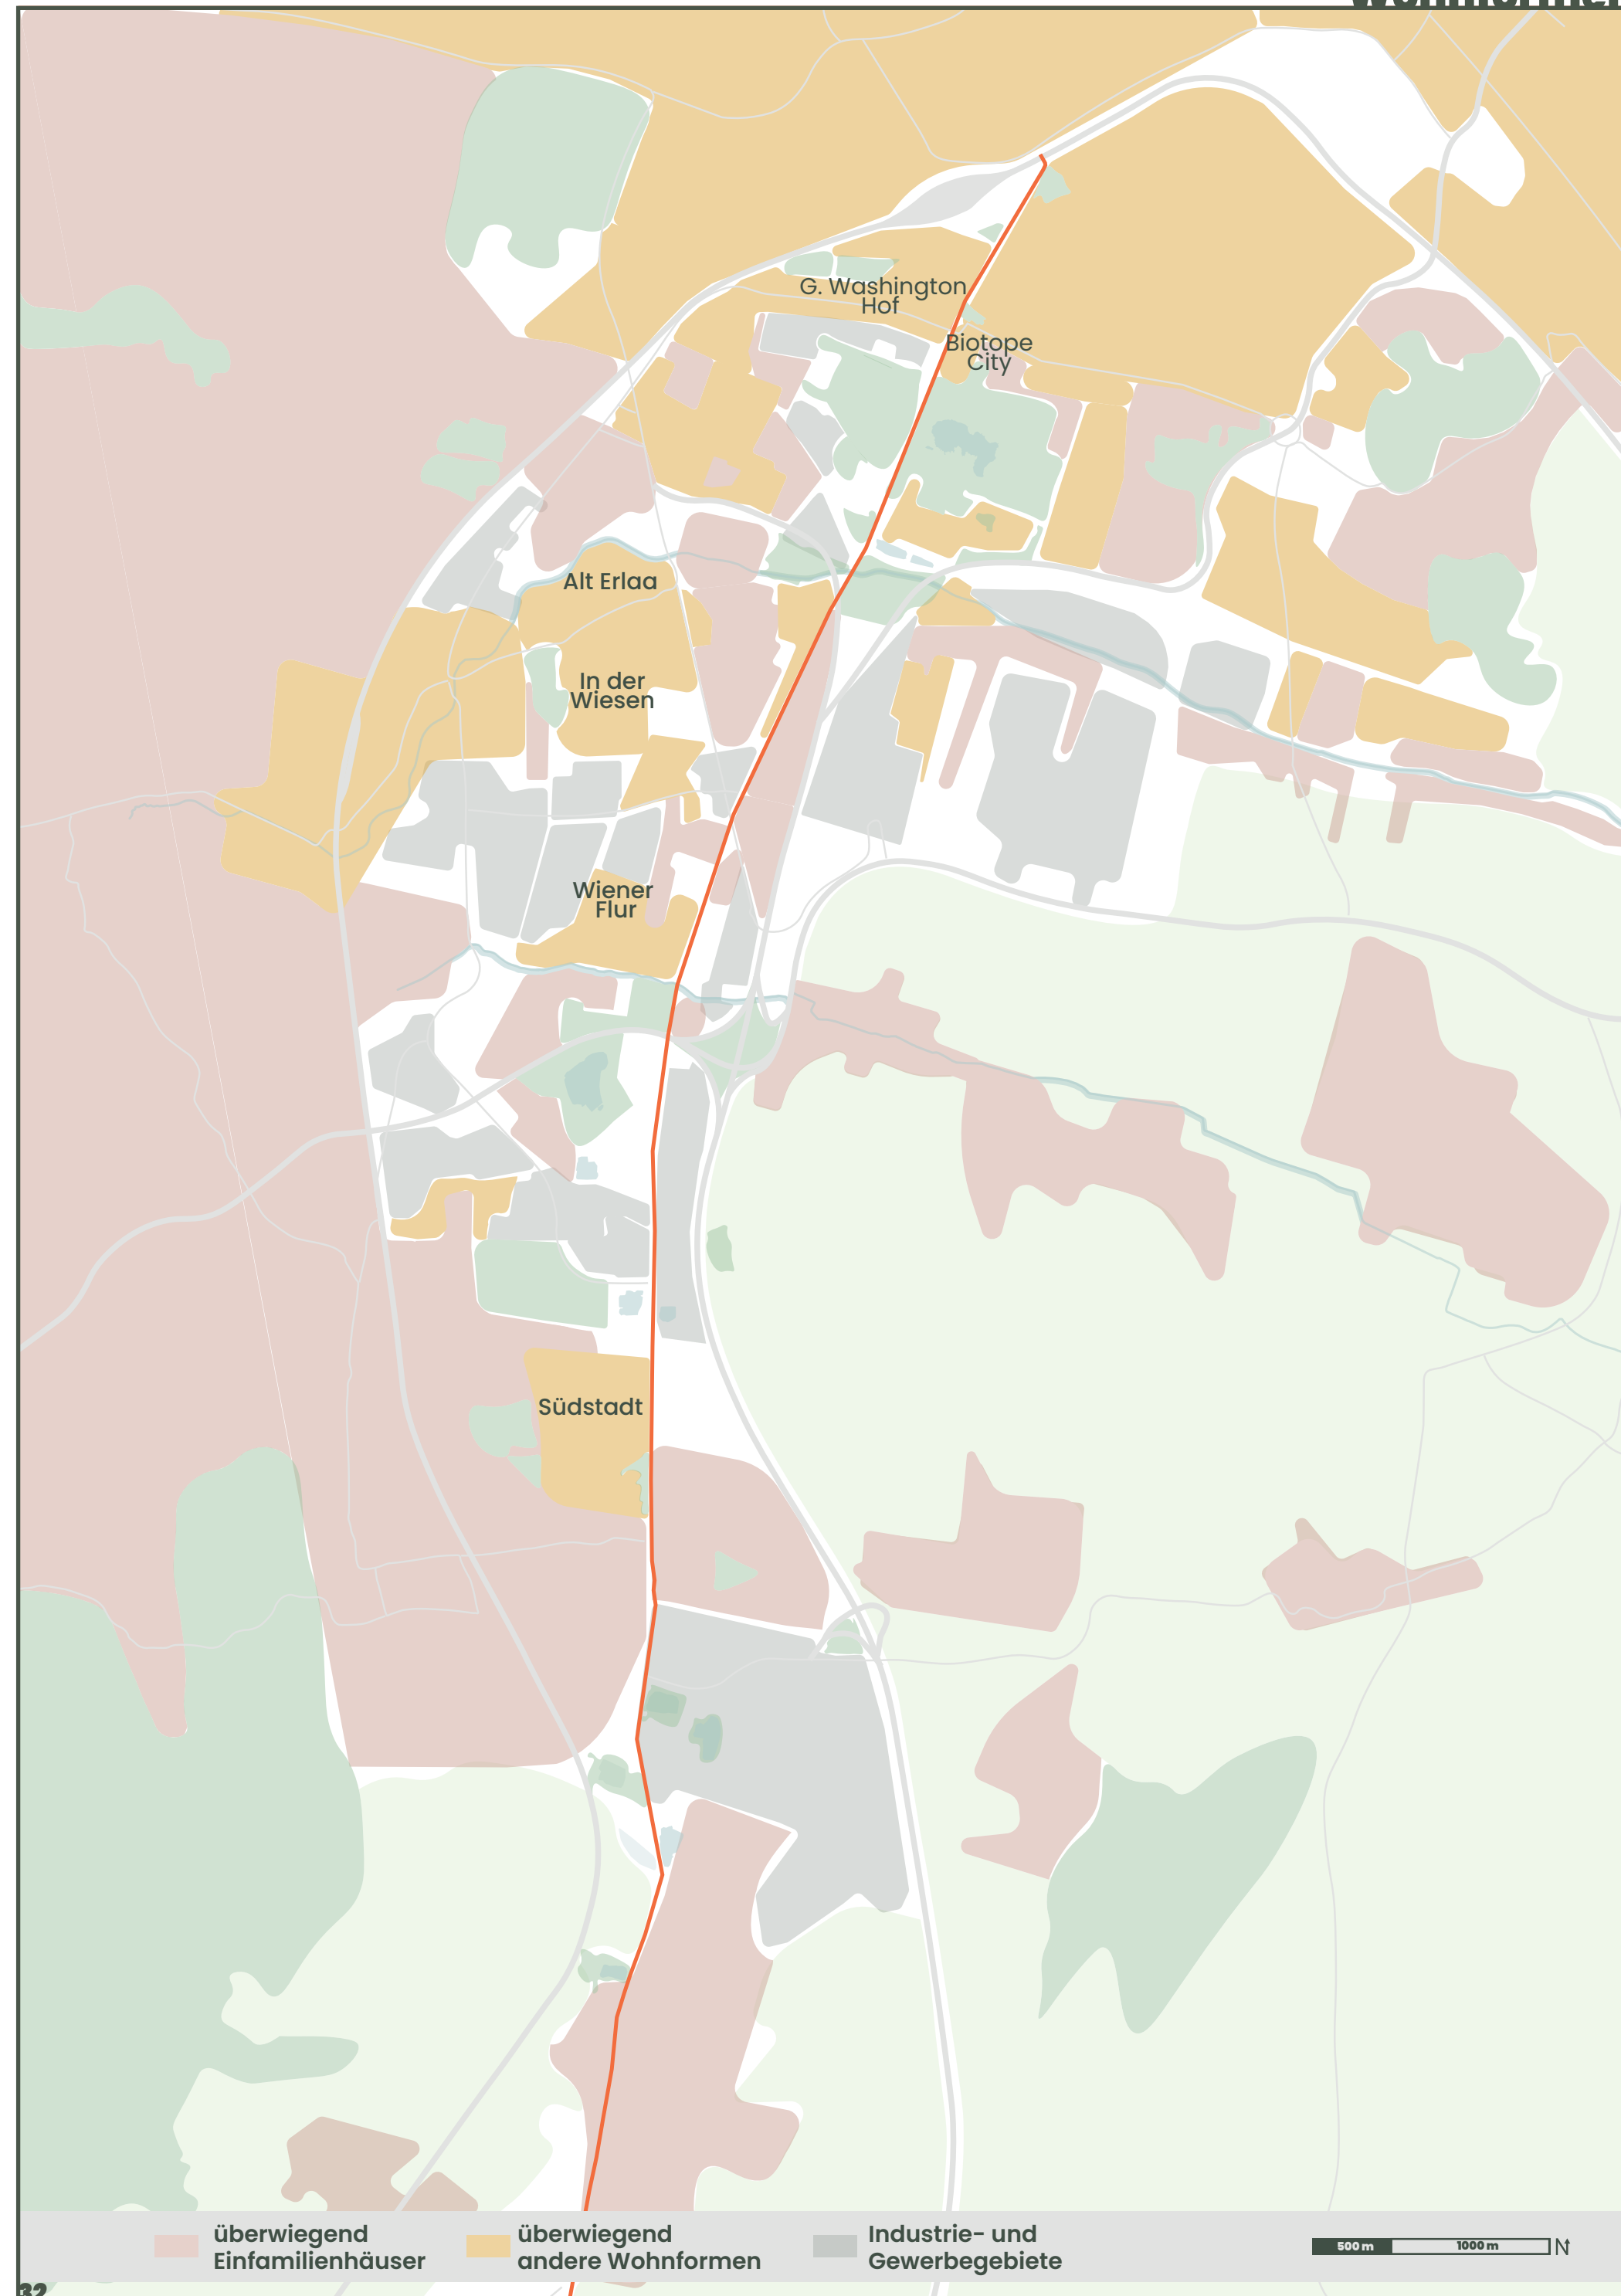 G. Washington
Hof
Biotope
City
Alt Erlaa
In der
Wiesen
Wiener
Flur
Südstadt
überwiegend
Einfamilienhäuser
überwiegend
andere Wohnformen
Industrie- und
Gewerbegebiete
500 m
1000 m
N
32